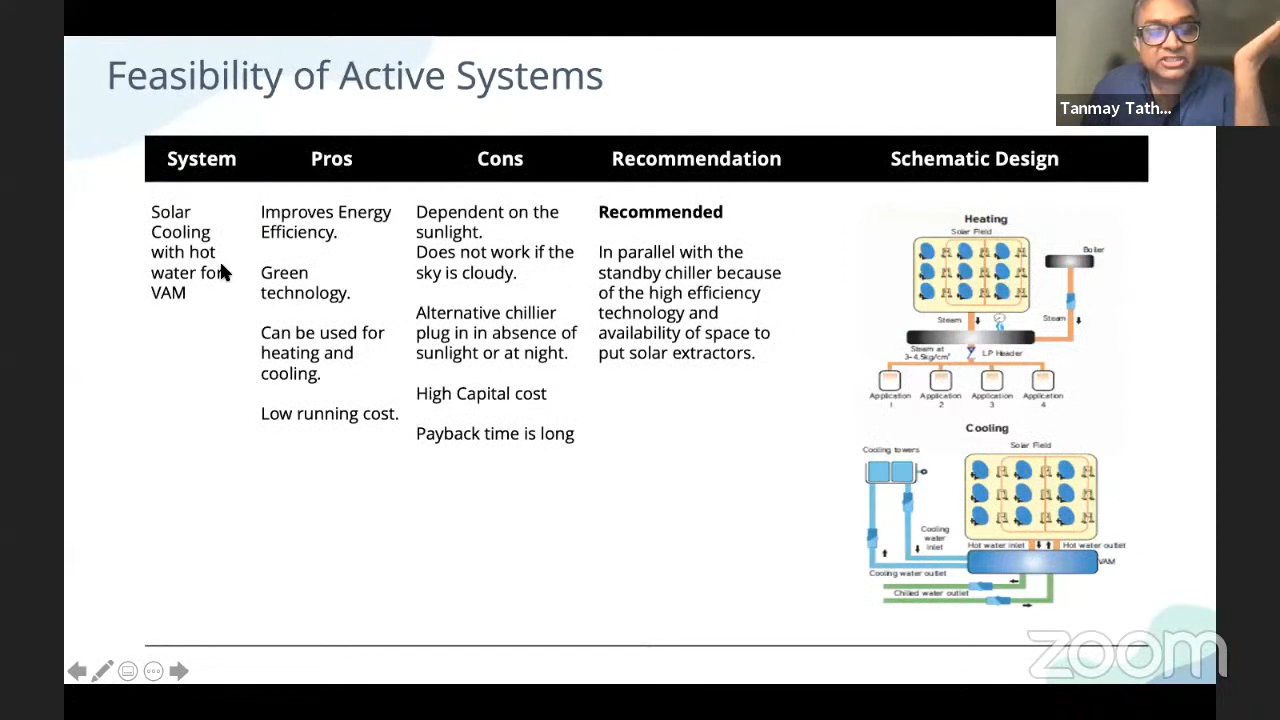 Feasibility of Active Systems
Tanmay Tath...
System
Pros
Cons
Recommendation
Schematic Design
Solar
Cooling
with hot
water for
VAM
Improves Energy
Efficiency.
Green
technology.
Can be used for
heating and
cooling.
Low running cost.
Dependent on the
sunlight.
Does not work if the
sky is cloudy.
Alternative chillier
plug in in absence of
sunlight or at night.
High Capital cost
Payback time is long
Recommended
In parallel with the
standby chiller because
of the high efficiency
technology and
availability of space to
put solar extractors.
Heating
Solar Field
Boiler
Steam
Steam
Steam at
3-4.5kg/cm²
LP Header
Application
1
Application
2
Application
3
Application
4
Cooling
Solar Field
Cooling towers
Cooling
water
inlet
Hot water inlet
Hot water outlet
VAM
Cooling water outlet
Chilled water outlet
zoom